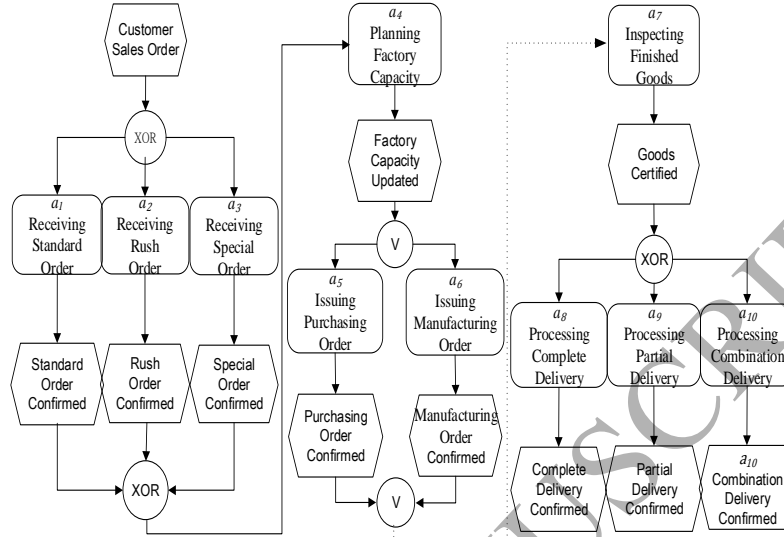 Customer
Sales Order
XOR
a1
Receiving
Standard
Order
a2
Receiving
Rush
Order
a3
Receiving
Special
Order
Standard
Order
Confirmed
Rush
Order
Confirmed
Special
Order
Confirmed
XOR
a4
Planning
Factory
Capacity
Factory
Capacity
Updated
V
a5
Issuing
Purchasing
Order
a6
Issuing
Manufacturing
Order
Purchasing
Order
Confirmed
Manufacturing
Order
Confirmed
V
a7
Inspecting
Finished
Goods
Goods
Certified
XOR
a8
Processing
Complete
Delivery
a9
Processing
Partial
Delivery
a10
Processing
Combination
Delivery
Complete
Delivery
Confirmed
Partial
Delivery
Confirmed
a10
Combination
Delivery
Confirmed
USCRIP